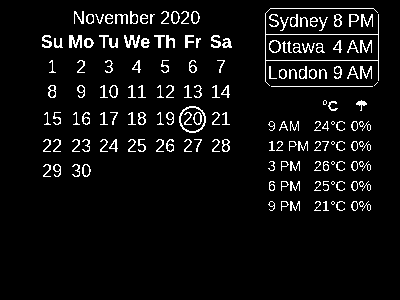 November 2020
Su Mo Tu We Th Fr Sa
1 2 3 4 5 6 7
8 9 10 11 12 13 14
15 16 17 18 19 20 21
22 23 24 25 26 27 28
29 30
Sydney 8 PM
Ottawa 4 AM
London 9 AM
°C ☂
9 AM 24°C 0%
12 PM 27°C 0%
3 PM 26°C 0%
6 PM 25°C 0%
9 PM 21°C 0%